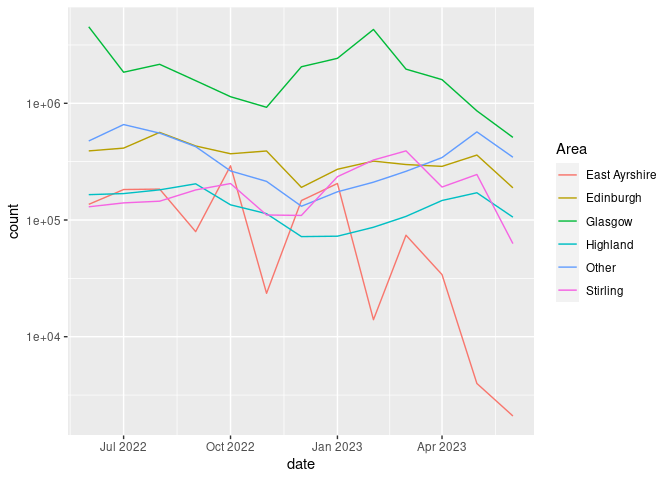 count
1e+06
1e+05
1e+04
Jul 2022
Oct 2022
Jan 2023
Apr 2023
date
Area
East Ayrshire
Edinburgh
Glasgow
Highland
Other
Stirling